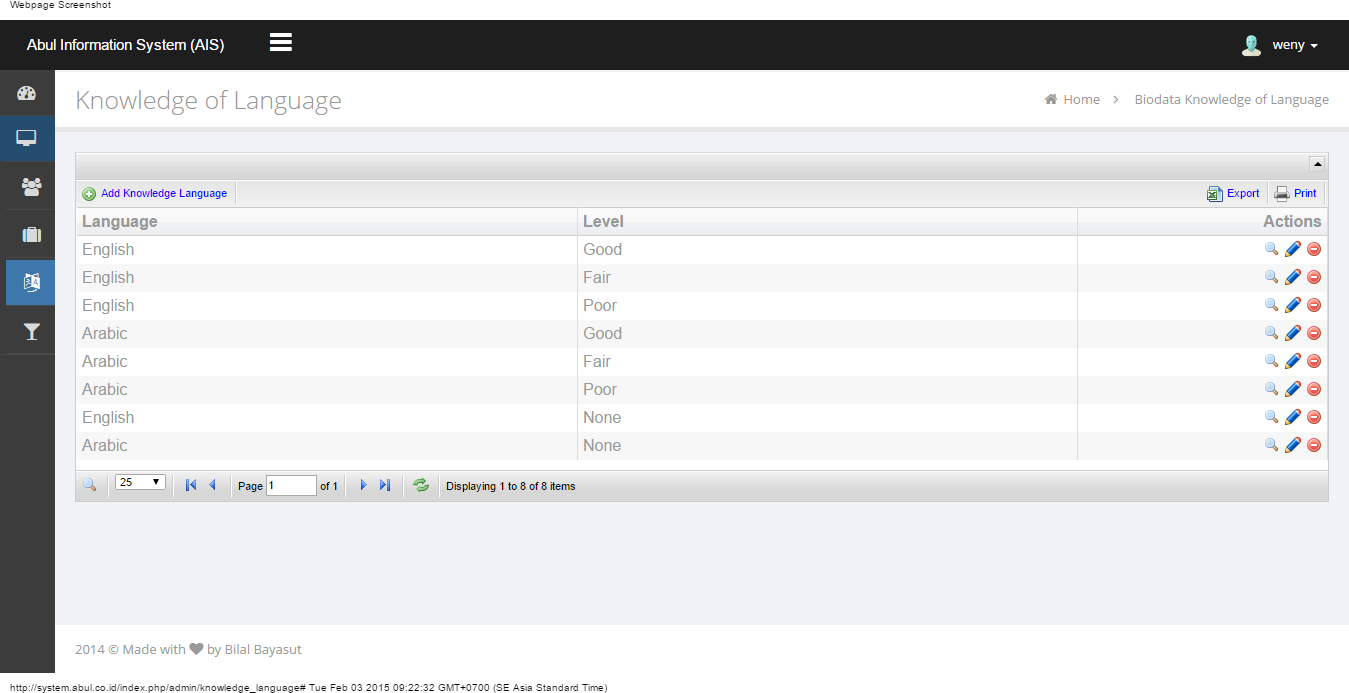 Webpage Screenshot
Abul Information System (AIS) weny
Knowledge of Language Home > Biodata Knowledge of Language
Add Knowledge Language Export Print
Language Level Actions
English Good
English Fair
English Poor
Arabic Good
Arabic Fair
Arabic Poor
English None
Arabic None
25 Page 1 of 1 Displaying 1 to 8 of 8 items
2014 © Made with ♥ by Bilal Bayasut
http://system.abul.co.id/index.php/admin/knowledge_language# Tue Feb 03 2015 09:22:32 GMT+0700 (SE Asia Standard Time)